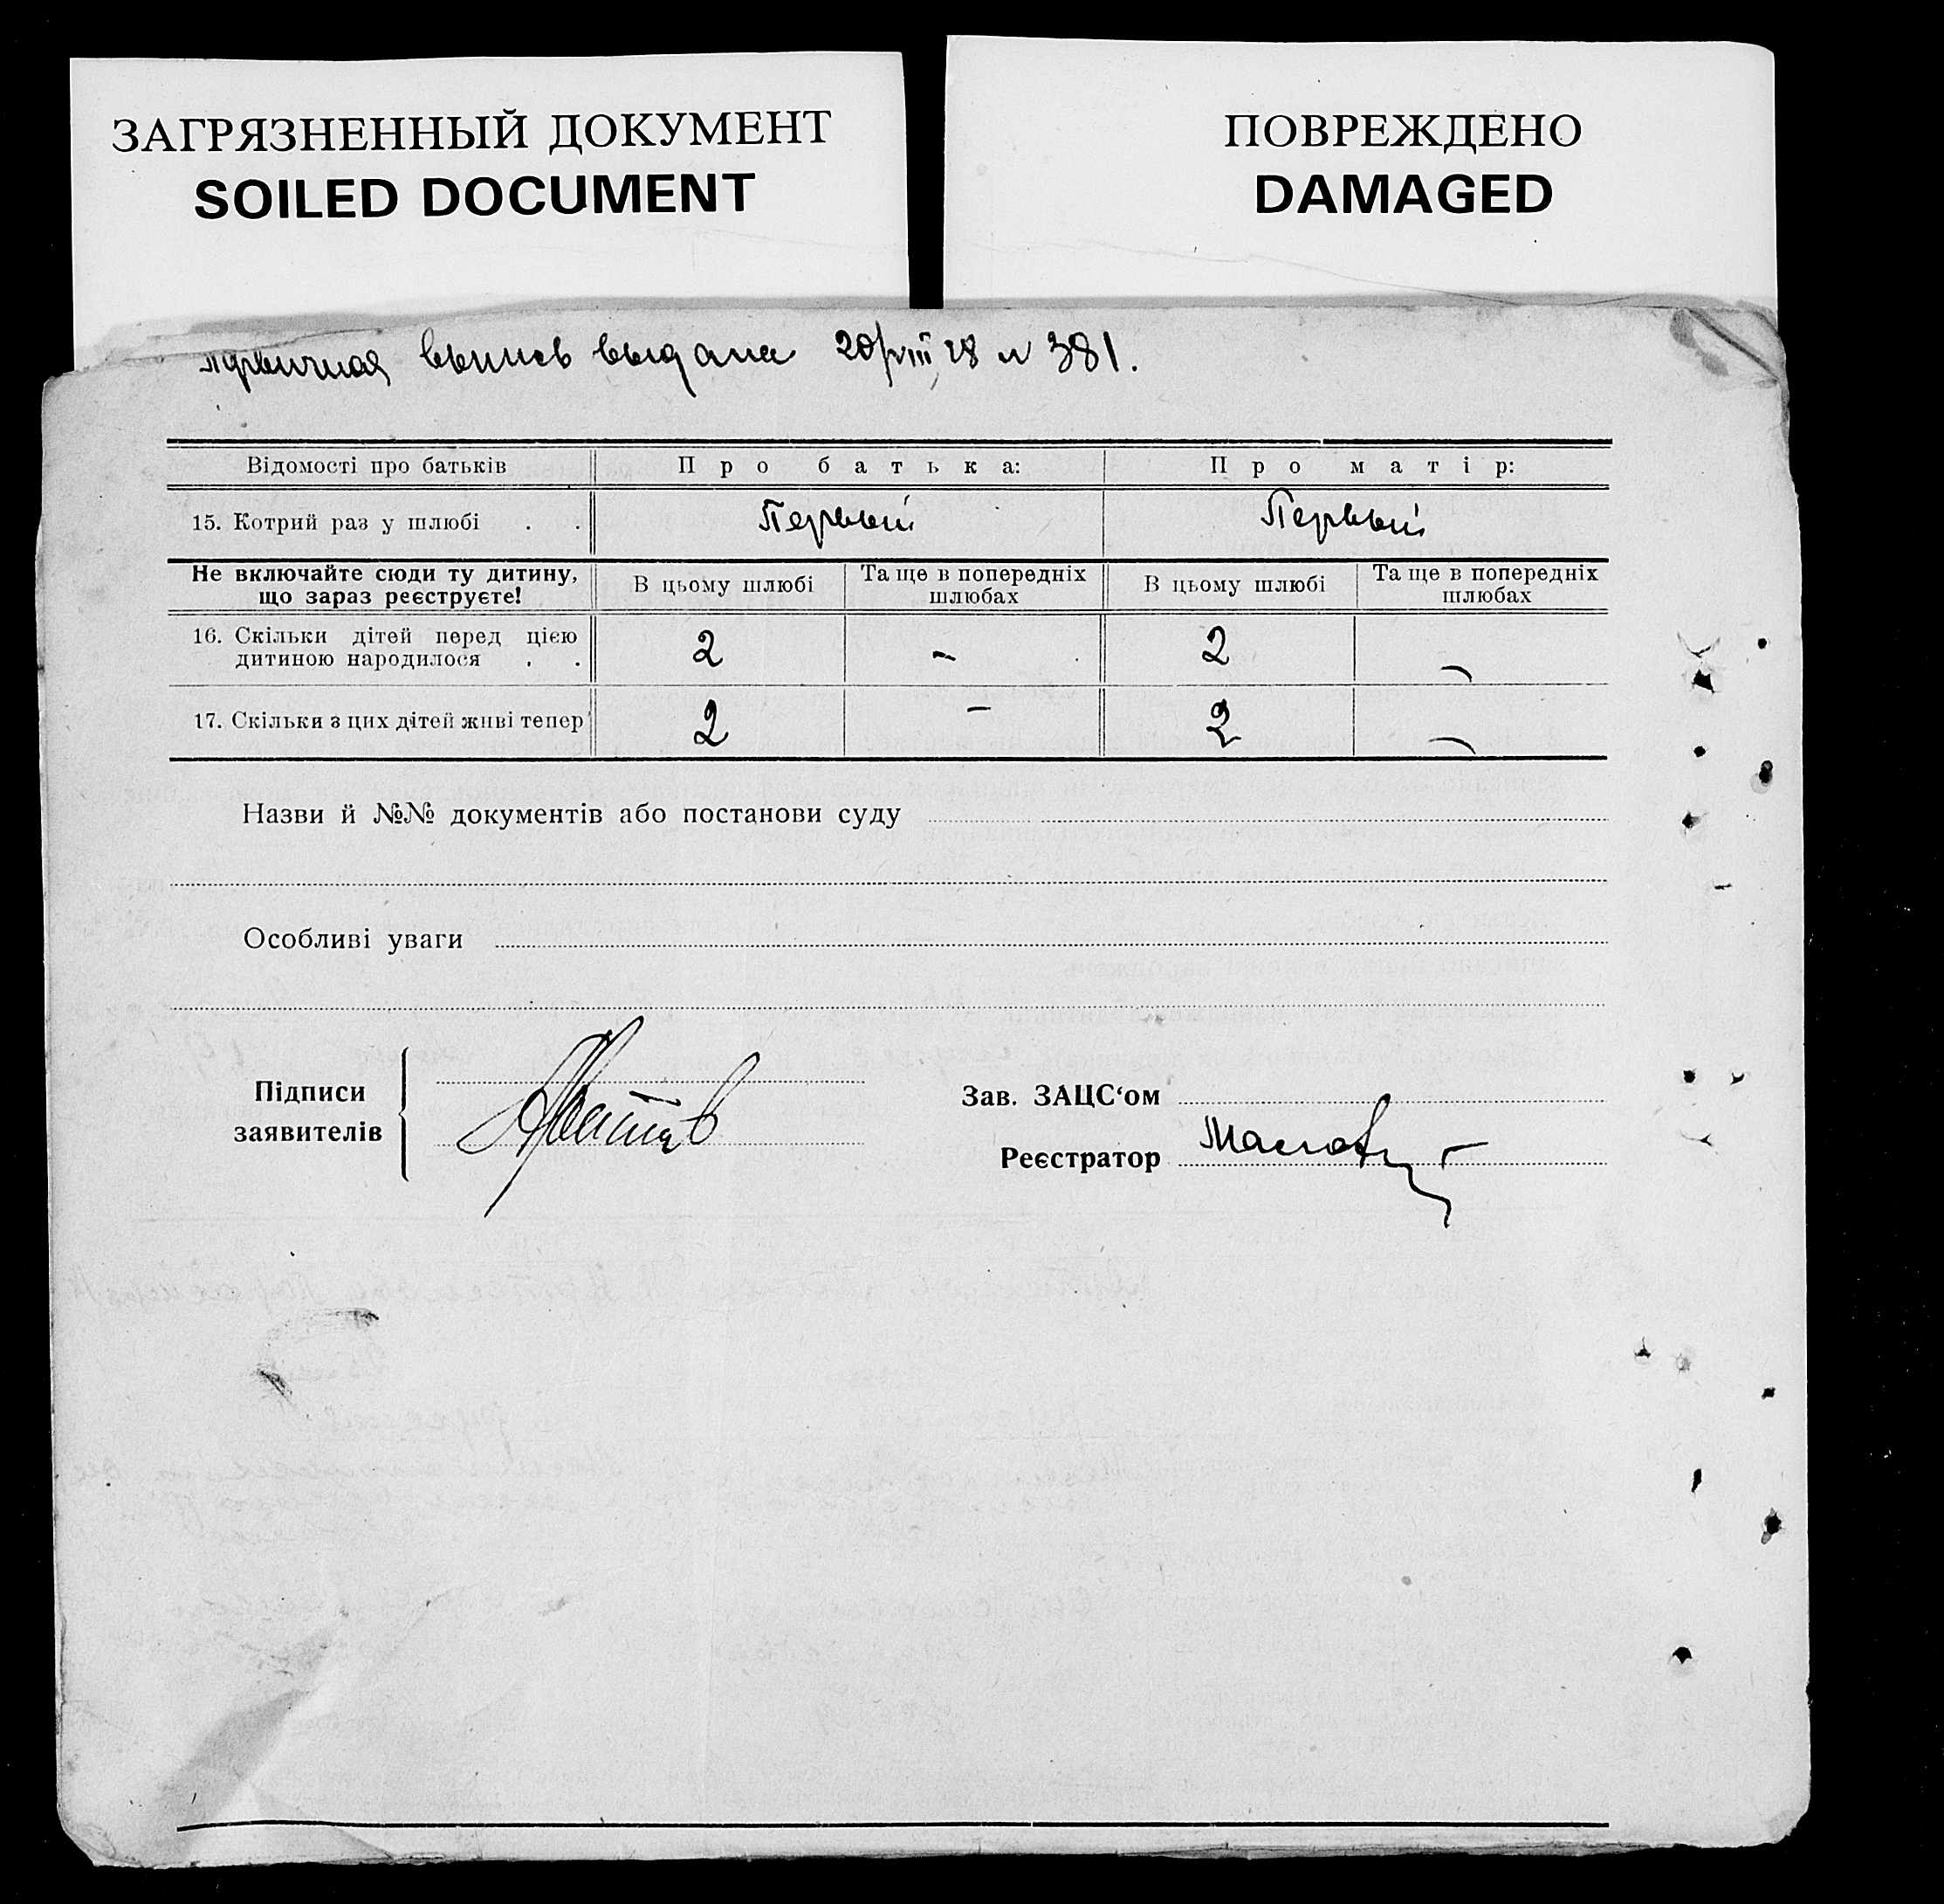 ЗАГРЯЗНЕННЫЙ ДОКУМЕНТ
SOILED DOCUMENT
ПОВРЕЖДЕНО
DAMAGED
Первичная выпись выдана 20/VIII 28 № 381.
Відомості про батьків Про батька: Про матір:
15. Котрий раз у шлюбі . . Первый Первый
Не включайте сюди ту дитину,
що зараз реєструєте!
В цьому шлюбі
Та ще в попередніх
шлюбах
В цьому шлюбі
Та ще в попередніх
шлюбах
16. Скільки дітей перед цією
дитиною народилося . . 2 – 2 –
17. Скільки з цих дітей живі тепер 2 – 2 –
Назви й №№ документів або постанови суду
Особливі уваги
Підписи
заявителів
Зав. ЗАЦС‘ом
Реєстратор